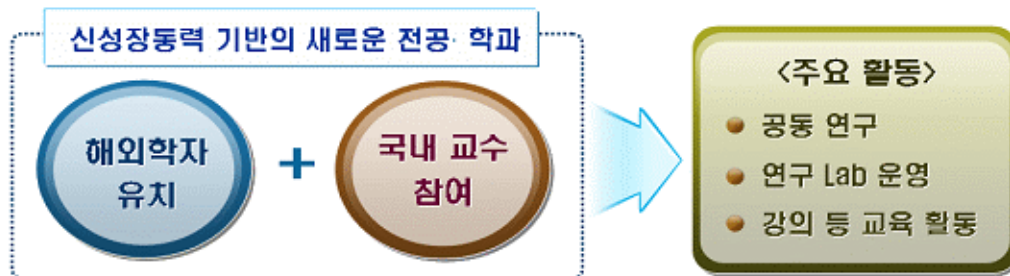 신성장동력 기반의 새로운 전공· 학과
해외학자
유치
+
국내 교수
참여
<주요 활동>
공동 연구
연구 Lab 운영
강의 등 교육 활동